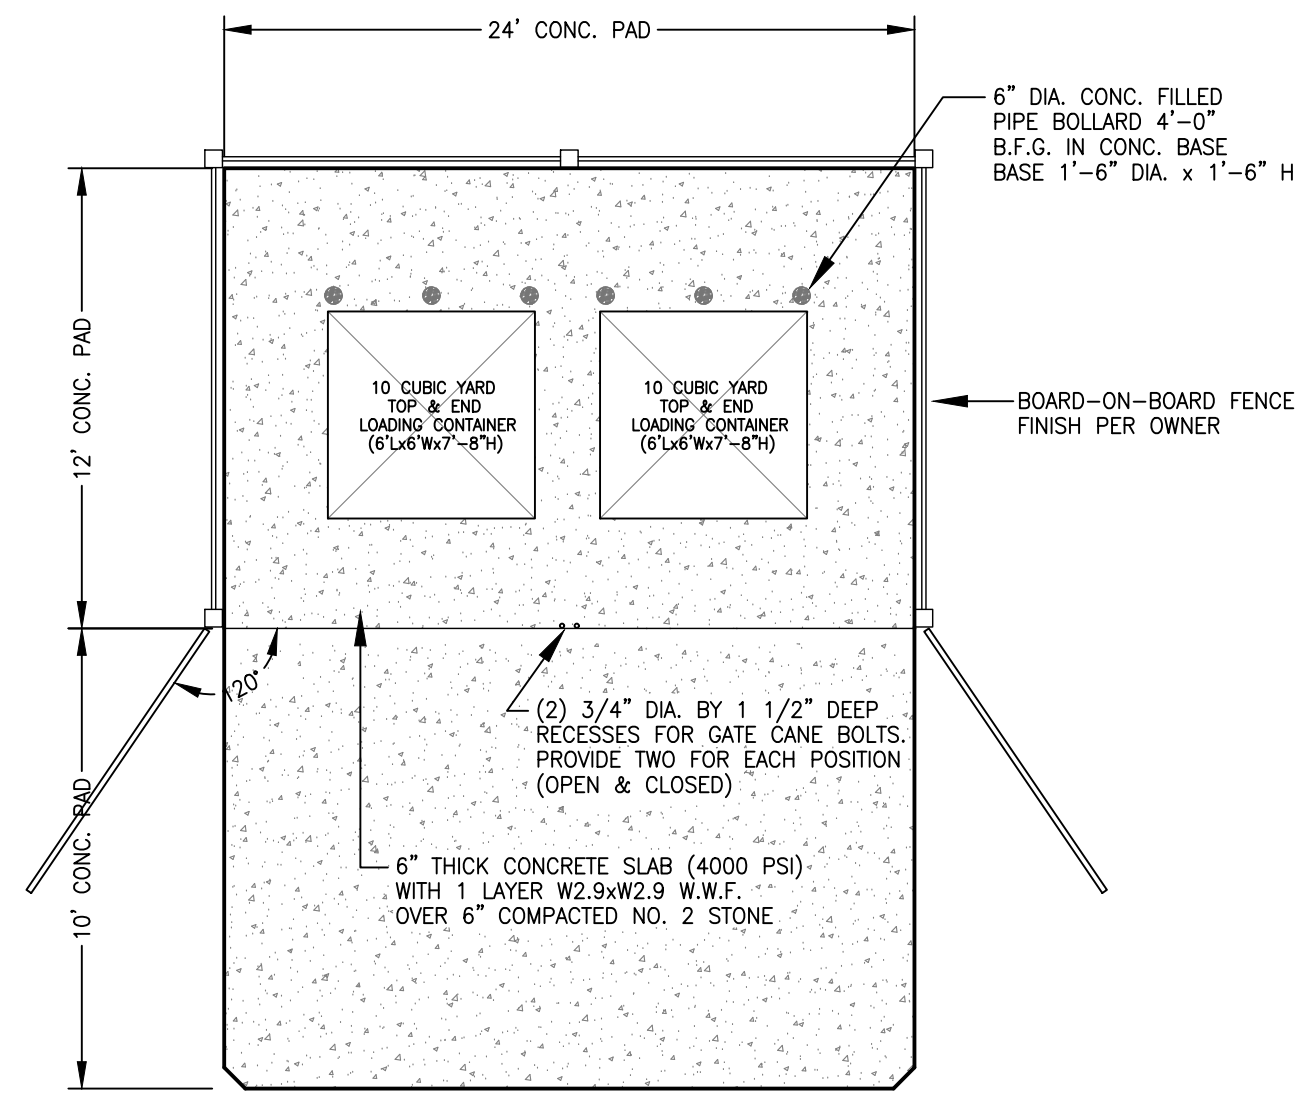 24' CONC. PAD
6" DIA. CONC. FILLED
PIPE BOLLARD 4'-0"
B.F.G. IN CONC. BASE
BASE 1'-6" DIA. x 1'-6" H
12' CONC. PAD
10 CUBIC YARD
TOP & END
LOADING CONTAINER
(6'Lx6'Wx7'-8"H)
10 CUBIC YARD
TOP & END
LOADING CONTAINER
(6'Lx6'Wx7'-8"H)
BOARD-ON-BOARD FENCE
FINISH PER OWNER
120°
(2) 3/4" DIA. BY 1 1/2" DEEP
RECESSES FOR GATE CANE BOLTS.
PROVIDE TWO FOR EACH POSITION
(OPEN & CLOSED)
10' CONC. PAD
6" THICK CONCRETE SLAB (4000 PSI)
WITH 1 LAYER W2.9xW2.9 W.W.F.
OVER 6" COMPACTED NO. 2 STONE